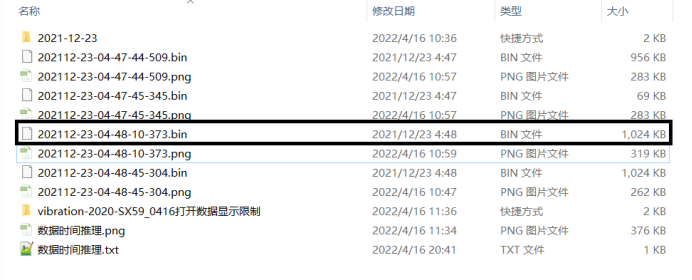 名称 修改日期 类型 大小
2021-12-23 2022/4/16 10:36 快捷方式 2 KB
202112-23-04-47-44-509.bin 2021/12/23 4:47 BIN 文件 956 KB
202112-23-04-47-44-509.png 2022/4/16 10:57 PNG 图片文件 283 KB
202112-23-04-47-45-345.bin 2021/12/23 4:47 BIN 文件 69 KB
202112-23-04-47-45-345.png 2022/4/16 10:57 PNG 图片文件 283 KB
202112-23-04-48-10-373.bin 2021/12/23 4:48 BIN 文件 1,024 KB
202112-23-04-48-10-373.png 2022/4/16 10:59 PNG 图片文件 319 KB
202112-23-04-48-45-304.bin 2021/12/23 4:48 BIN 文件 1,024 KB
202112-23-04-48-45-304.png 2022/4/16 10:47 PNG 图片文件 262 KB
vibration-2020-SX59_0416打开数据显示限制 2022/4/16 11:36 快捷方式 2 KB
数据时间推理.png 2022/4/16 11:34 PNG 图片文件 376 KB
数据时间推理.txt 2022/4/16 20:41 TXT 文件 1 KB